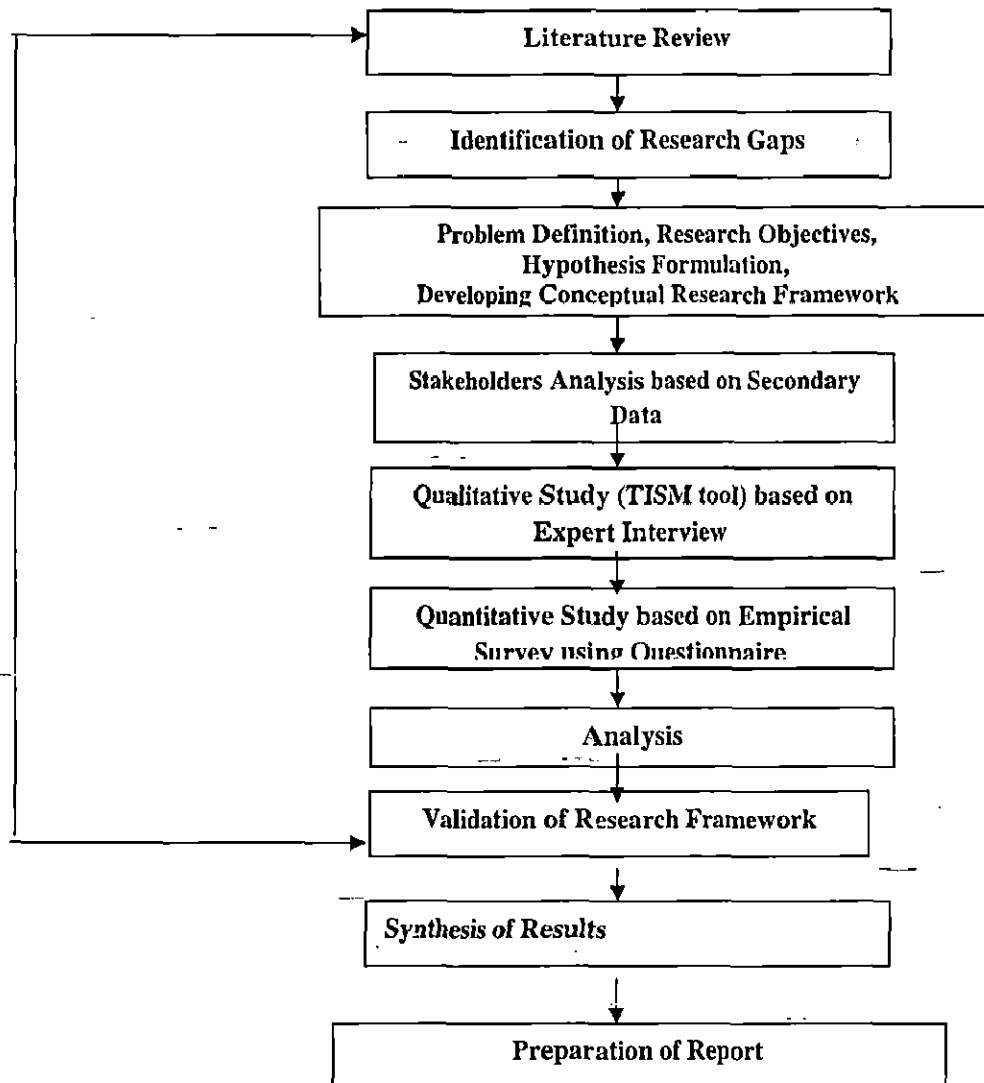 Literature Review
Identification of Research Gaps
Problem Definition, Research Objectives,
Hypothesis Formulation,
Developing Conceptual Research Framework
Stakeholders Analysis based on Secondary
Data
Qualitative Study (TISM tool) based on
Expert Interview
Quantitative Study based on Empirical
Survey using Questionnaire
Analysis
Validation of Research Framework
Synthesis of Results
Preparation of Report